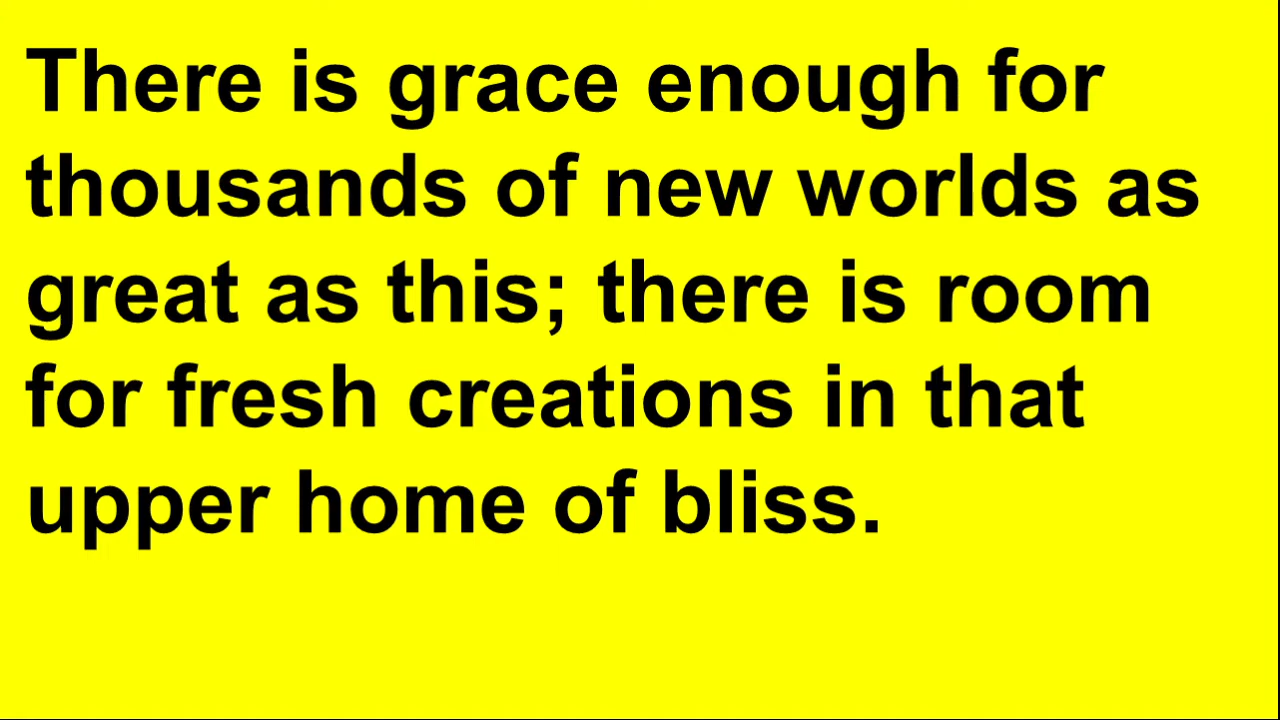 There is grace enough for
thousands of new worlds as
great as this; there is room
for fresh creations in that
upper home of bliss.